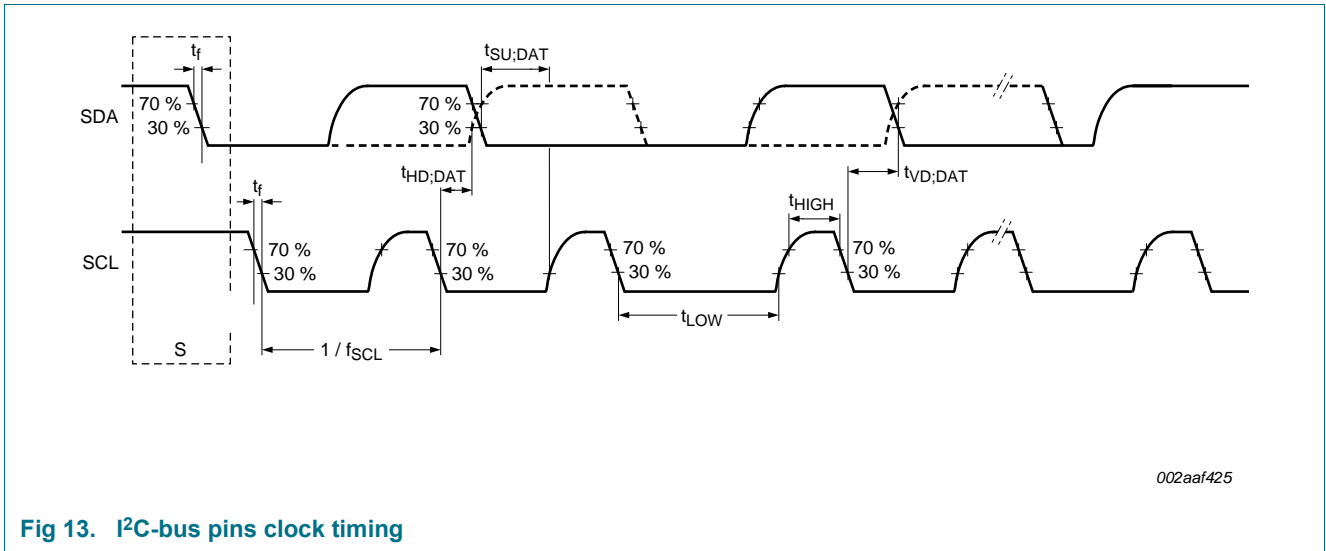 tf
tSU;DAT
SDA
70 %
30 %
70 %
30 %
tHD;DAT
tVD;DAT
tf
tHIGH
SCL
70 %
30 %
70 %
30 %
70 %
30 %
70 %
30 %
tLOW
S
1 / fSCL
002aaf425
Fig 13. I²C-bus pins clock timing